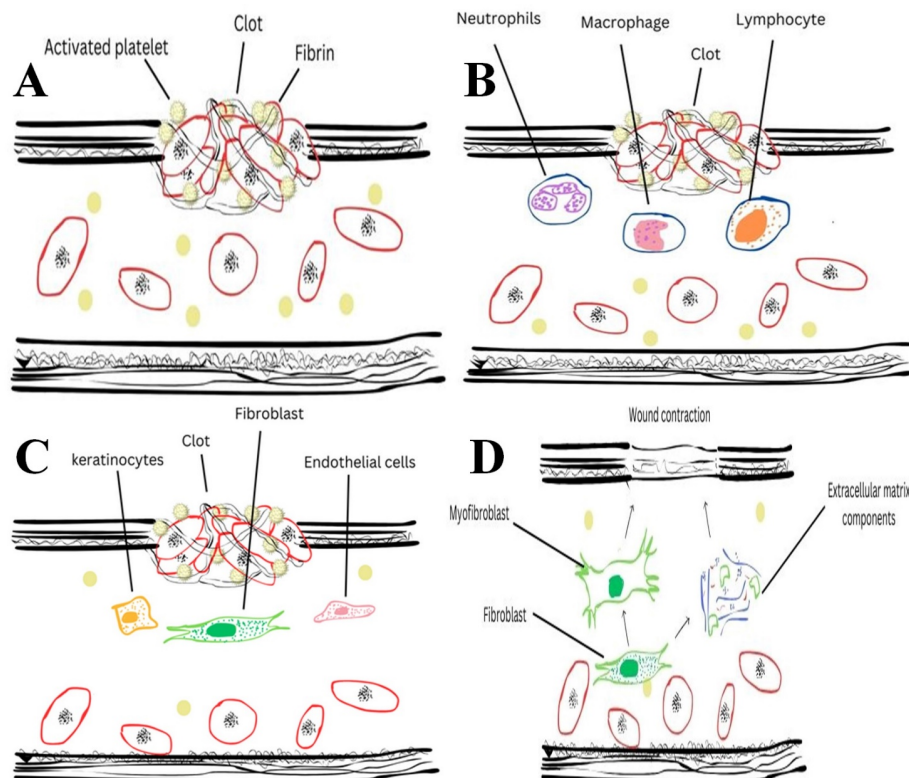 A
Activated platelet
Clot
Fibrin
B
Neutrophils
Macrophage
Lymphocyte
Clot
C
keratinocytes
Clot
Fibroblast
Endothelial cells
D
Wound contraction
Myofibroblast
Extracellular matrix
components
Fibroblast